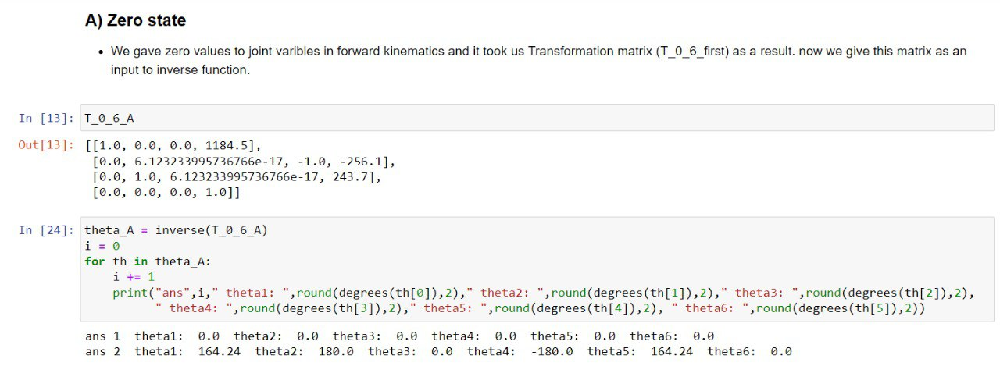 A) Zero state
• We gave zero values to joint varibles in forward kinematics and it took us Transformation matrix (T_0_6_first) as a result. now we give this matrix as an
input to inverse function.
In [13]: T_0_6_A
Out[13]: [[1.0, 0.0, 0.0, 1184.5],
[0.0, 6.123233995736766e-17, -1.0, -256.1],
[0.0, 1.0, 6.123233995736766e-17, 243.7],
[0.0, 0.0, 0.0, 1.0]]
In [24]: theta_A = inverse(T_0_6_A)
i = 0
for th in theta_A:
    i += 1
    print("ans",i," theta1: ",round(degrees(th[0]),2)," theta2: ",round(degrees(th[1]),2)," theta3: ",round(degrees(th[2]),2),
          " theta4: ",round(degrees(th[3]),2)," theta5: ",round(degrees(th[4]),2), " theta6: ",round(degrees(th[5]),2))
ans 1  theta1:  0.0  theta2:  0.0  theta3:  0.0  theta4:  0.0  theta5:  0.0  theta6:  0.0
ans 2  theta1:  164.24  theta2:  180.0  theta3:  0.0  theta4:  -180.0  theta5:  164.24  theta6:  0.0